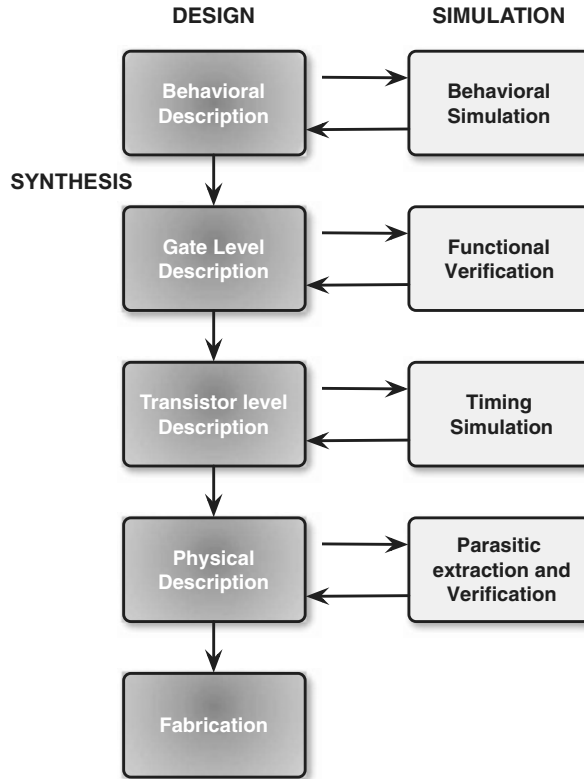 DESIGN
SIMULATION
Behavioral
Description
Behavioral
Simulation
SYNTHESIS
Gate Level
Description
Functional
Verification
Transistor level
Description
Timing
Simulation
Physical
Description
Parasitic
extraction and
Verification
Fabrication